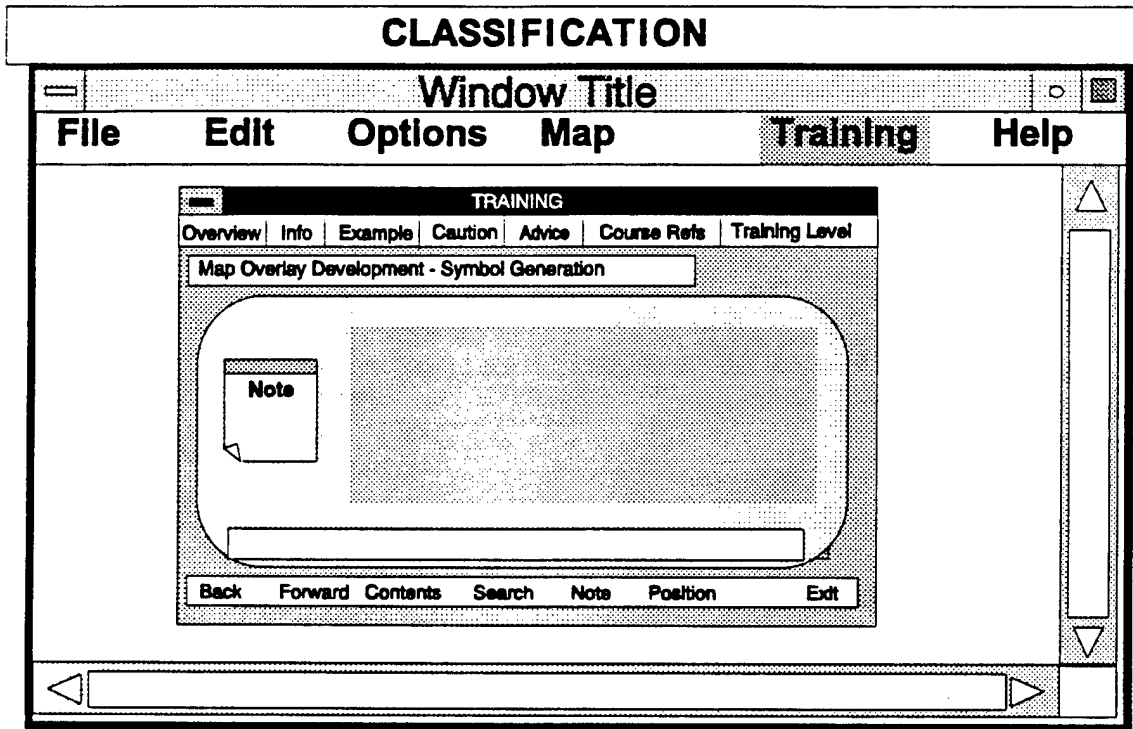 CLASSIFICATION
Window Title
File Edit Options Map Training Help
TRAINING
Overview Info Example Caution Advice Course Refs Training Level
Map Overlay Development - Symbol Generation
Note
Back Forward Contents Search Note Position Exit